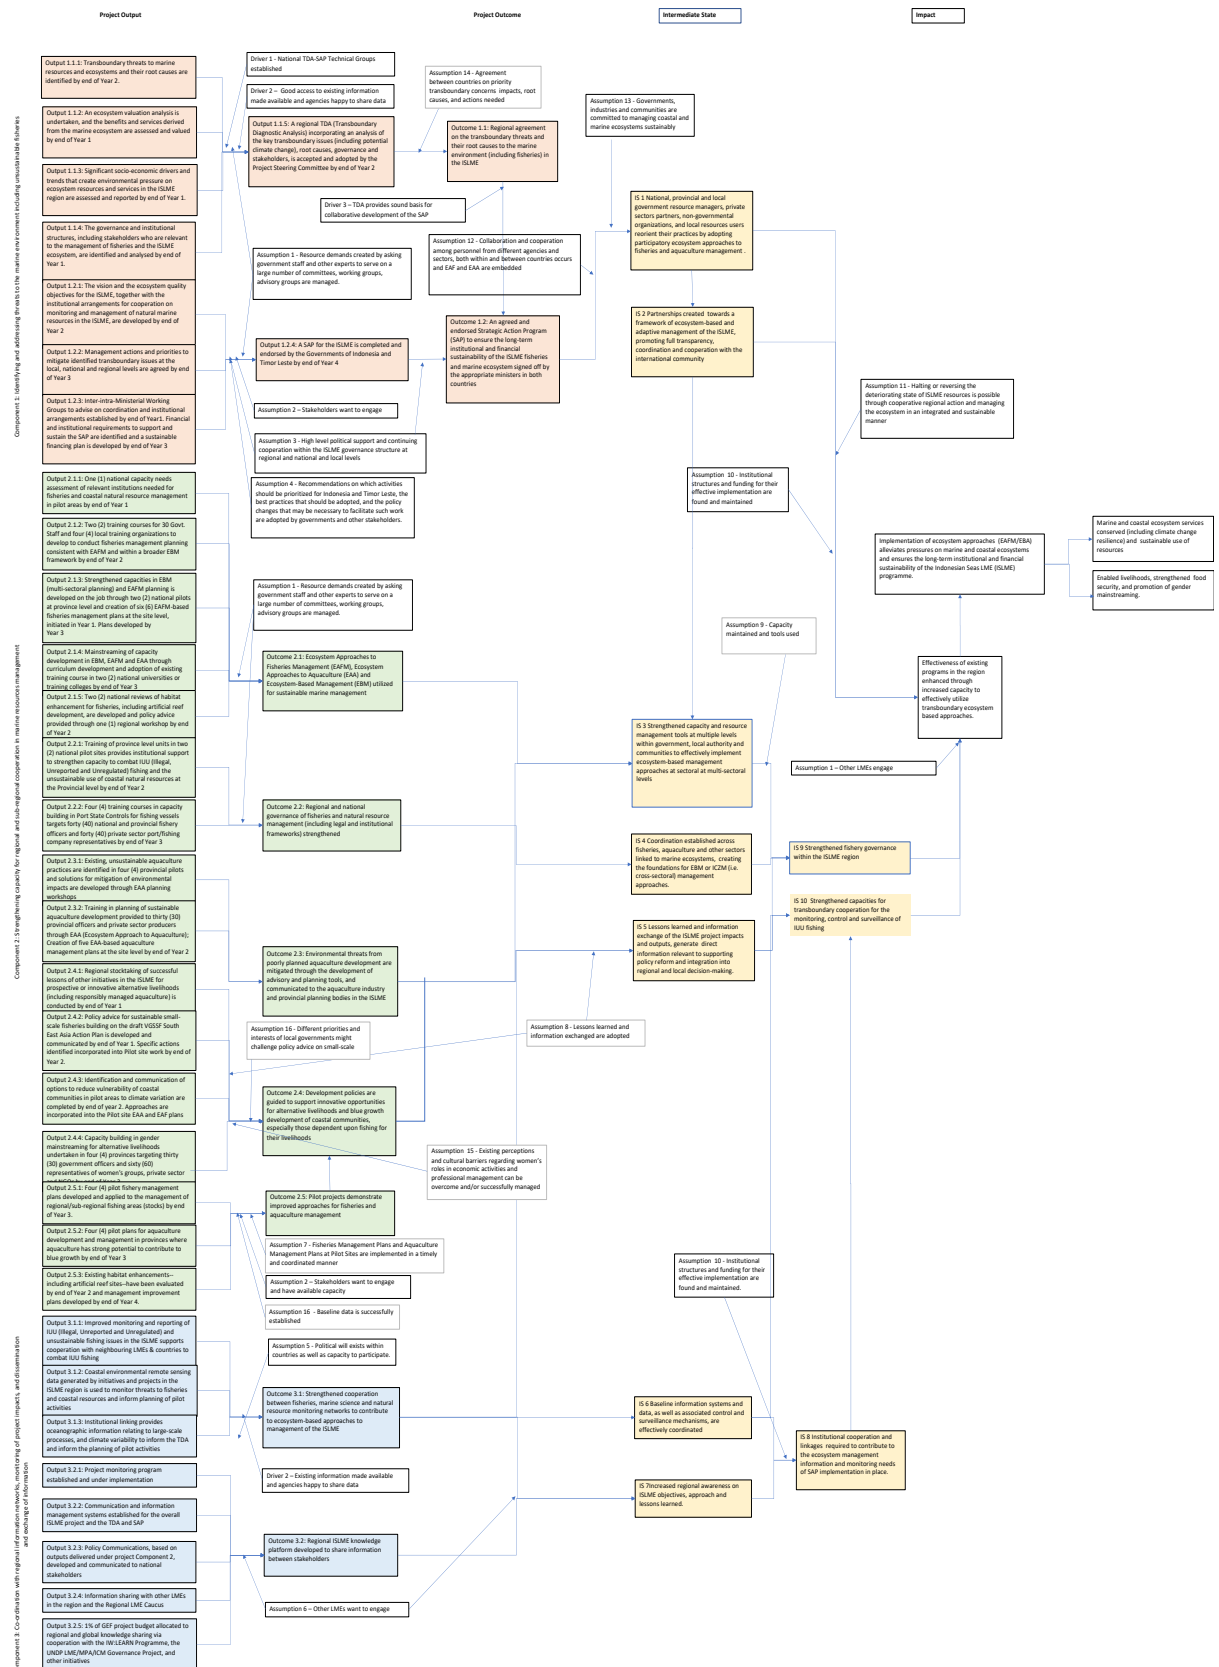 Project Output
Project Outcome
Intermediate State
Impact
Component 1: Identifying and addressing threats to the marine environment including unsustainable fisheries
Output 1.1.1: Transboundary threats to marine
resources and ecosystems and their root causes are
identified by end of Year 2.
Output 1.1.2: An ecosystem valuation analysis is
undertaken, and the benefits and services derived
from the marine ecosystem are assessed and valued
by end of Year 1
Output 1.1.3: Significant socio-economic drivers and
trends that create environmental pressure on
ecosystem resources and services in the ISLME
region are assessed and reported by end of Year 1.
Output 1.1.4: The governance and institutional
structures, including stakeholders who are relevant
to the management of fisheries and the ISLME
ecosystem, are identified and analysed by end of
Year 1.
Output 1.2.1: The vision and the ecosystem quality
objectives for the ISLME, together with the
institutional arrangements for cooperation on
monitoring and management of natural marine
resources in the ISLME, are developed by end of
Year 2
Output 1.2.2: Management actions and priorities to
mitigate identified transboundary issues at the
local, national and regional levels are agreed by end
of Year 3
Output 1.2.3: Inter-intra-Ministerial Working
Groups to advise on coordination and institutional
arrangements established by end of Year1. Financial
and institutional requirements to support and
sustain the SAP are identified and a sustainable
financing plan is developed by end of Year 3
Driver 1 - National TDA-SAP Technical Groups
established
Driver 2 – Good access to existing information
made available and agencies happy to share data
Output 1.1.5: A regional TDA (Transboundary
Diagnostic Analysis) incorporating an analysis of
the key transboundary issues (including potential
climate change), root causes, governance and
stakeholders, is accepted and adopted by the
Project Steering Committee by end of Year 2
Assumption 14 - Agreement
between countries on priority
transboundary concerns impacts, root
causes, and actions needed
Outcome 1.1: Regional agreement
on the transboundary threats and
their root causes to the marine
environment (including fisheries) in
the ISLME
Driver 3 – TDA provides sound basis for
collaborative development of the SAP
Assumption 12 - Collaboration and cooperation
among personnel from different agencies and
sectors, both within and between countries occurs
and EAF and EAA are embedded
Assumption 1 - Resource demands created by asking
government staff and other experts to serve on a
large number of committees, working groups,
advisory groups are managed.
Output 1.2.4: A SAP for the ISLME is completed and
endorsed by the Governments of Indonesia and
Timor Leste by end of Year 4
Outcome 1.2: An agreed and
endorsed Strategic Action Program
(SAP) to ensure the long-term
institutional and financial
sustainability of the ISLME fisheries
and marine ecosystem signed off by
the appropriate ministers in both
countries
Assumption 2 – Stakeholders want to engage
Assumption 3 - High level political support and continuing
cooperation within the ISLME governance structure at
regional and national and local levels
Assumption 4 - Recommendations on which activities
should be prioritized for Indonesia and Timor Leste, the
best practices that should be adopted, and the policy
changes that may be necessary to facilitate such work
are adopted by governments and other stakeholders.
Assumption 13 - Governments,
industries and communities are
committed to managing coastal and
marine ecosystems sustainably
IS 1 National, provincial and local
government resource managers, private
sectors partners, non-governmental
organizations, and local resources users
reorient their practices by adopting
participatory ecosystem approaches to
fisheries and aquaculture management .
IS 2 Partnerships created towards a
framework of ecosystem-based and
adaptive management of the ISLME,
promoting full transparency,
coordination and cooperation with the
international community
Assumption 11 - Halting or reversing the
deteriorating state of ISLME resources is possible
through cooperative regional action and managing
the ecosystem in an integrated and sustainable
manner
Assumption 10 - Institutional
structures and funding for their
effective implementation are
found and maintained
Implementation of ecosystem approaches (EAFM/EBA)
alleviates pressures on marine and coastal ecosystems
and ensures the long-term institutional and financial
sustainability of the Indonesian Seas LME (ISLME)
programme.
Marine and coastal ecosystem services
conserved (including climate change
resilience) and sustainable use of
resources
Enabled livelihoods, strengthened food
security, and promotion of gender
mainstreaming.
Component 2: Strengthening capacity for regional and sub-regional cooperation in marine resources management
Output 2.1.1: One (1) national capacity needs
assessment of relevant institutions needed for
fisheries and coastal natural resource management
in pilot areas by end of Year 1
Output 2.1.2: Two (2) training courses for 30 Govt.
Staff and four (4) local training organizations to
develop to conduct fisheries management planning
consistent with EAFM and within a broader EBM
framework by end of Year 2
Output 2.1.3: Strengthened capacities in EBM
(multi-sectoral planning) and EAFM planning is
developed on the job through two (2) national pilots
at province level and creation of six (6) EAFM-based
fisheries management plans at the site level,
initiated in Year 1. Plans developed by
Year 3
Output 2.1.4: Mainstreaming of capacity
development in EBM, EAFM and EAA through
curriculum development and adoption of existing
training course in two (2) national universities or
training colleges by end of Year 3
Output 2.1.5: Two (2) national reviews of habitat
enhancement for fisheries, including artificial reef
development, are developed and policy advice
provided through one (1) regional workshop by end
of Year 2
Output 2.2.1: Training of province level units in two
(2) national pilot sites provides institutional support
to strengthen capacity to combat IUU (Illegal,
Unreported and Unregulated) fishing and the
unsustainable use of coastal natural resources at
the Provincial level by Year 2
Output 2.2.2: Four (4) training courses in capacity
building in Port State Controls for fishing vessels
targets forty (40) national and provincial fishery
officers and forty (40) private sector port/fishing
company representatives by end of Year 3
Output 2.3.1: Existing, unsustainable aquaculture
practices are identified in four (4) provincial pilots
and solutions for mitigation of environmental
impacts are developed through EAA planning
workshops
Output 2.3.2: Training in planning of sustainable
aquaculture development provided to thirty (30)
provincial officers and private sector producers
through EAA (Ecosystem Approach to Aquaculture);
Creation of five EAA-based aquaculture
management plans at the site level by end of Year 2
Output 2.4.1: Regional stocktaking of successful
lessons of other initiatives in the ISLME for
prospective or innovative alternative livelihoods
(including responsibly managed aquaculture) is
conducted by end of Year 1
Output 2.4.2: Policy advice for sustainable small-
scale fisheries building on the draft VGSSF South
East Asia Action Plan is developed and
communicated by end of Year 1. Specific actions
identified incorporated into Pilot site work by end of
Year 2.
Output 2.4.3: Identification and communication of
options to reduce vulnerability of coastal
communities in pilot areas to climate variation are
completed by end of year 2. Approaches are
incorporated into the Pilot site EAA and EAF plans
Output 2.4.4: Capacity building in gender
mainstreaming for alternative livelihoods
undertaken in four (4) provinces targeting thirty
(30) government officers and sixty (60)
representatives of women's groups, private sector
Output 2.5.1: Four (4) pilot fishery management
plans developed and applied to the management of
regional/sub-regional fishing areas (stocks) by end
of Year 3.
Output 2.5.2: Four (4) pilot plans for aquaculture
development and management in provinces where
aquaculture has strong potential to contribute to
blue growth by end of Year 3
Output 2.5.3: Existing habitat enhancements--
including artificial reef sites--have been evaluated
by end of Year 2 and management improvement
plans developed by end of Year 4.
Assumption 1 - Resource demands created by asking
government staff and other experts to serve on a
large number of committees, working groups,
advisory groups are managed.
Outcome 2.1: Ecosystem Approaches to
Fisheries Management (EAFM), Ecosystem
Approaches to Aquaculture (EAA) and
Ecosystem-Based Management (EBM) utilized
for sustainable marine management
Outcome 2.2: Regional and national
governance of fisheries and natural resource
management (including legal and institutional
frameworks) strengthened
Outcome 2.3: Environmental threats from
poorly planned aquaculture development are
mitigated through the development of
advisory and planning tools, and
communicated to the aquaculture industry
and provincial planning bodies in the ISLME
Assumption 16 - Different priorities and
interests of local governments might
challenge policy advice on small-scale
Outcome 2.4: Development policies are
guided to support innovative opportunities
for alternative livelihoods and blue growth
development of coastal communities,
especially those dependent upon fishing for
their livelihoods
Outcome 2.5: Pilot projects demonstrate
improved approaches for fisheries and
aquaculture management
Assumption 7 - Fisheries Management Plans and Aquaculture
Management Plans at Pilot Sites are implemented in a timely
and coordinated manner
Assumption 2 – Stakeholders want to engage
and have available capacity
Assumption 16 - Baseline data is successfully
established
Assumption 8 - Lessons learned and
information exchanged are adopted
Assumption 15 - Existing perceptions
and cultural barriers regarding women's
roles in economic activities and
professional management can be
overcome and/or successfully managed
Assumption 9 - Capacity
maintained and tools used
IS 3 Strengthened capacity and resource
management tools at multiple levels
within government, local authority and
communities to effectively implement
ecosystem-based management
approaches at sectoral at multi-sectoral
levels
IS 4 Coordination established across
fisheries, aquaculture and other sectors
linked to marine ecosystems, creating
the foundations for EBM or ICZM (i.e.
cross-sectoral) management
approaches.
IS 5 Lessons learned and information
exchange of the ISLME project impacts
and outputs, generate direct
information relevant to supporting
policy reform and integration into
regional and local decision-making.
Effectiveness of existing
programs in the region
enhanced through
increased capacity to
effectively utilize
transboundary ecosystem
based approaches.
Assumption 1 – Other LMEs engage
IS 9 Strengthened fishery governance
within the ISLME region
IS 10 Strengthened capacities for
transboundary cooperation for the
monitoring, control and surveillance of
IUU fishing
Assumption 10 - Institutional
structures and funding for their
effective implementation are
found and maintained.
mponent 3: Co-ordination with regional information networks, monitoring of project impacts, and dissemination
and exchange of information
Output 3.1.1: Improved monitoring and reporting of
IUU (Illegal, Unreported and Unregulated) and
unsustainable fishing issues in the ISLME supports
cooperation with neighbouring LMEs & countries to
combat IUU fishing
Output 3.1.2: Coastal environmental remote sensing
data generated by initiatives and projects in the
ISLME region is used to monitor threats to fisheries
and coastal resources and inform planning of pilot
activities
Output 3.1.3: Institutional linking provides
oceanographic information relating to large-scale
processes, and climate variability to inform the TDA
and inform the planning of pilot activities
Output 3.2.1: Project monitoring program
established and under implementation
Output 3.2.2: Communication and information
management systems established for the overall
ISLME project and the TDA and SAP
Output 3.2.3: Policy Communications, based on
outputs delivered under project Component 2,
developed and communicated to national
stakeholders
Output 3.2.4: Information sharing with other LMEs
in the region and the Regional LME Caucus
Output 3.2.5: 1% of GEF project budget allocated to
regional and global knowledge sharing via
cooperation with the IW:LEARN Programme, the
UNDP LME/MPA/ICM Governance Project, and
other initiatives
Assumption 5 - Political will exists within
countries as well as capacity to participate.
Outcome 3.1: Strengthened cooperation
between fisheries, marine science and natural
resource monitoring networks to contribute
to ecosystem-based approaches to
management of the ISLME
Driver 2 – Existing information made available
and agencies happy to share data
Outcome 3.2: Regional ISLME knowledge
platform developed to share information
between stakeholders
Assumption 6 – Other LMEs want to engage
IS 6 Baseline information systems and
data, as well as associated control and
surveillance mechanisms, are
effectively coordinated
IS 7Increased regional awareness on
ISLME objectives, approach and
lessons learned.
IS 8 Institutional cooperation and
linkages required to contribute to
the ecosystem management
information and monitoring needs
of SAP implementation in place.